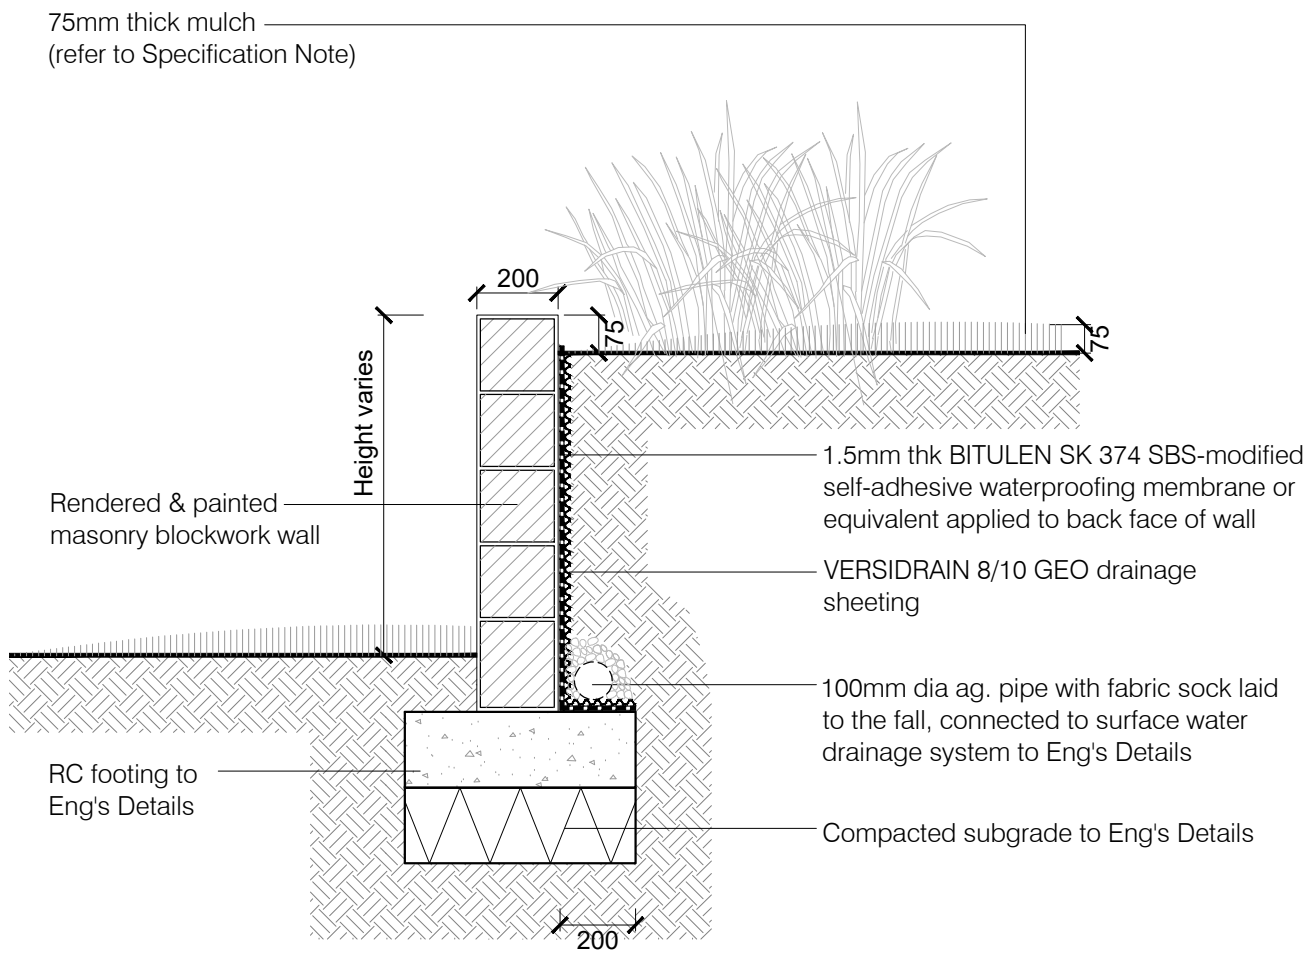 75mm thick mulch
(refer to Specification Note)
200
75
75
Height varies
Rendered & painted
masonry blockwork wall
1.5mm thk BITULEN SK 374 SBS-modified
self-adhesive waterproofing membrane or
equivalent applied to back face of wall
VERSIDRAIN 8/10 GEO drainage
sheeting
100mm dia ag. pipe with fabric sock laid
to the fall, connected to surface water
drainage system to Eng's Details
RC footing to
Eng's Details
Compacted subgrade to Eng's Details
200